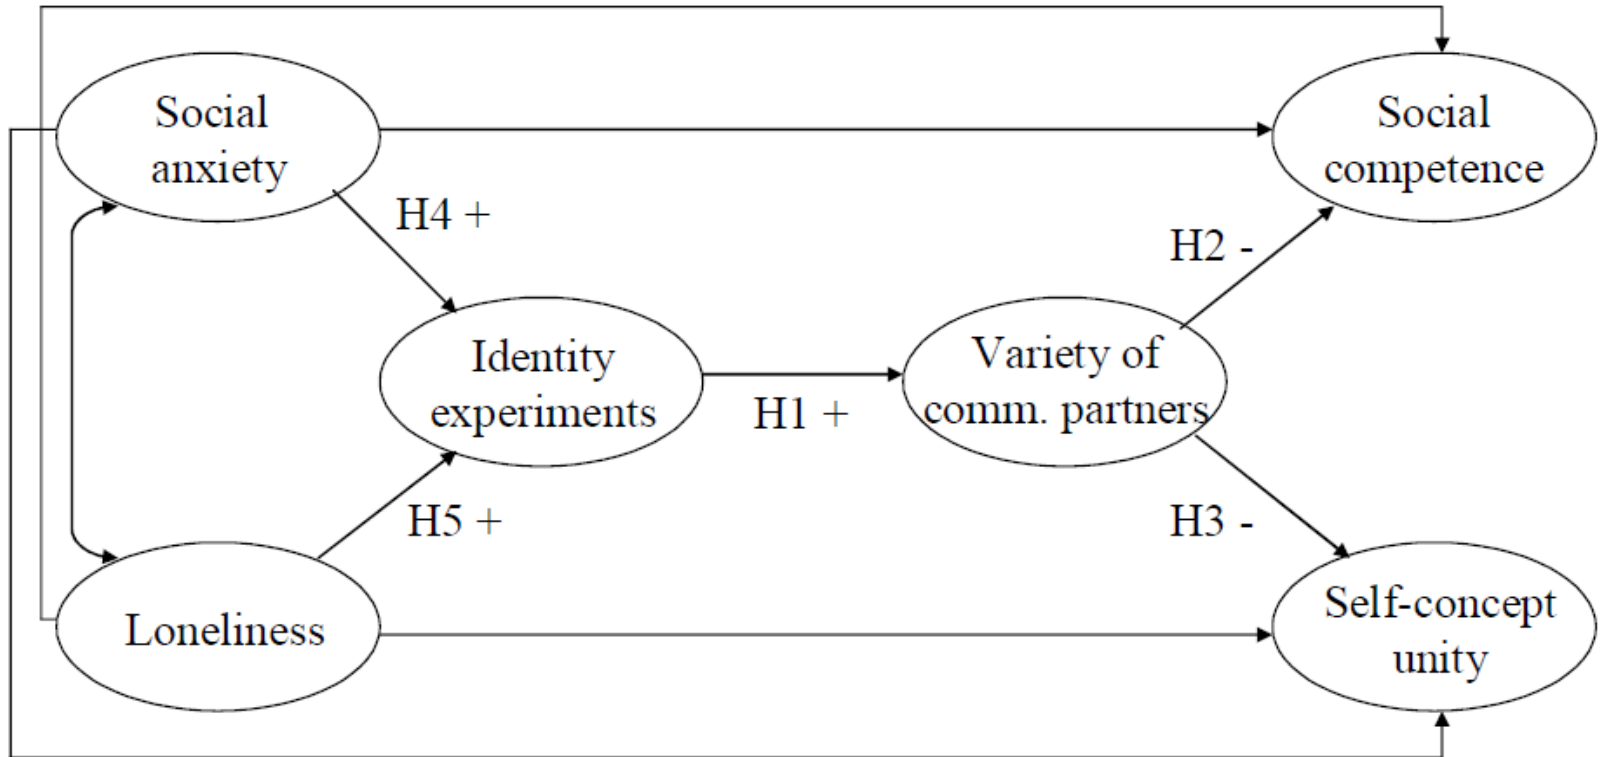 Social
anxiety
Social
competence
H4 +
H2 -
Identity
experiments
Variety of
comm. partners
H1 +
H5 +
H3 -
Loneliness
Self-concept
unity